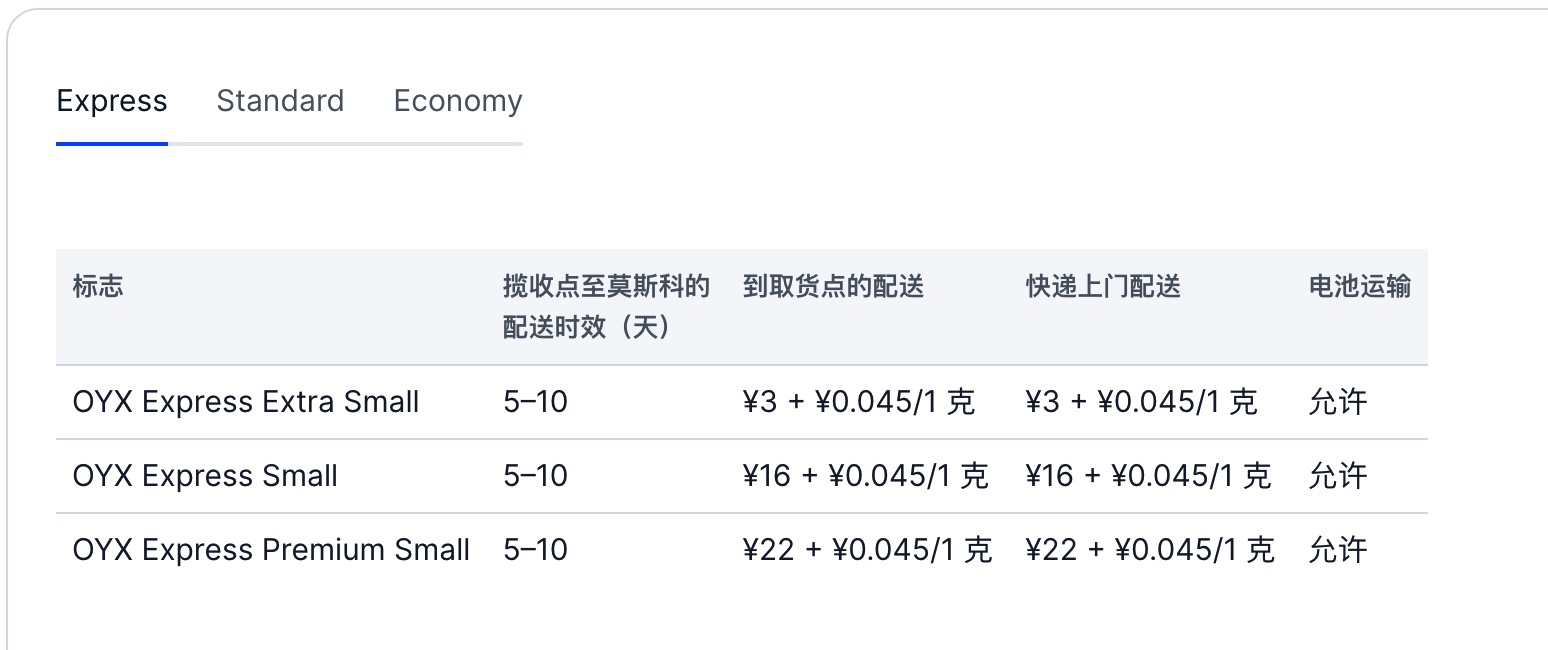 Express Standard Economy
标志 揽收点至莫斯科的配送时效（天） 到取货点的配送 快递上门配送 电池运输
OYX Express Extra Small 5–10 ¥3 + ¥0.045/1 克 ¥3 + ¥0.045/1 克 允许
OYX Express Small 5–10 ¥16 + ¥0.045/1 克 ¥16 + ¥0.045/1 克 允许
OYX Express Premium Small 5–10 ¥22 + ¥0.045/1 克 ¥22 + ¥0.045/1 克 允许